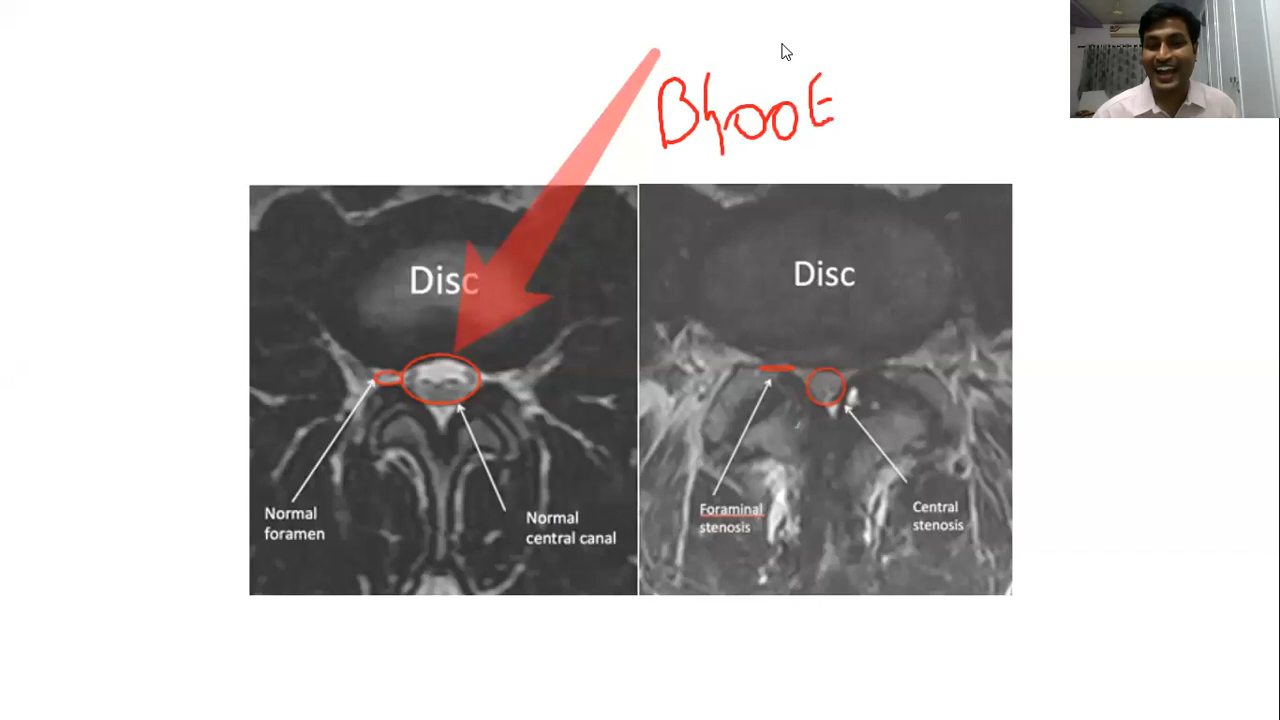 Bhoot
Disc
Disc
Normal
foramen
Normal
central canal
Foraminal
stenosis
Central
stenosis